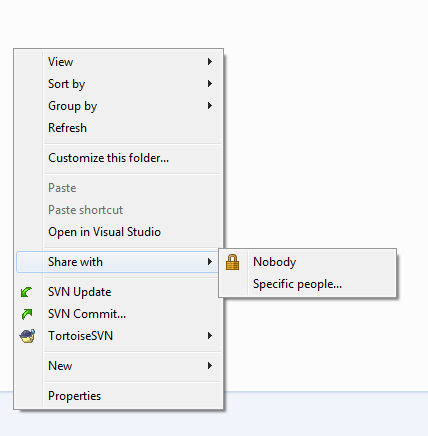 View
Sort by
Group by
Refresh
Customize this folder...
Paste
Paste shortcut
Open in Visual Studio
Share with
Nobody
Specific people...
SVN Update
SVN Commit...
TortoiseSVN
New
Properties